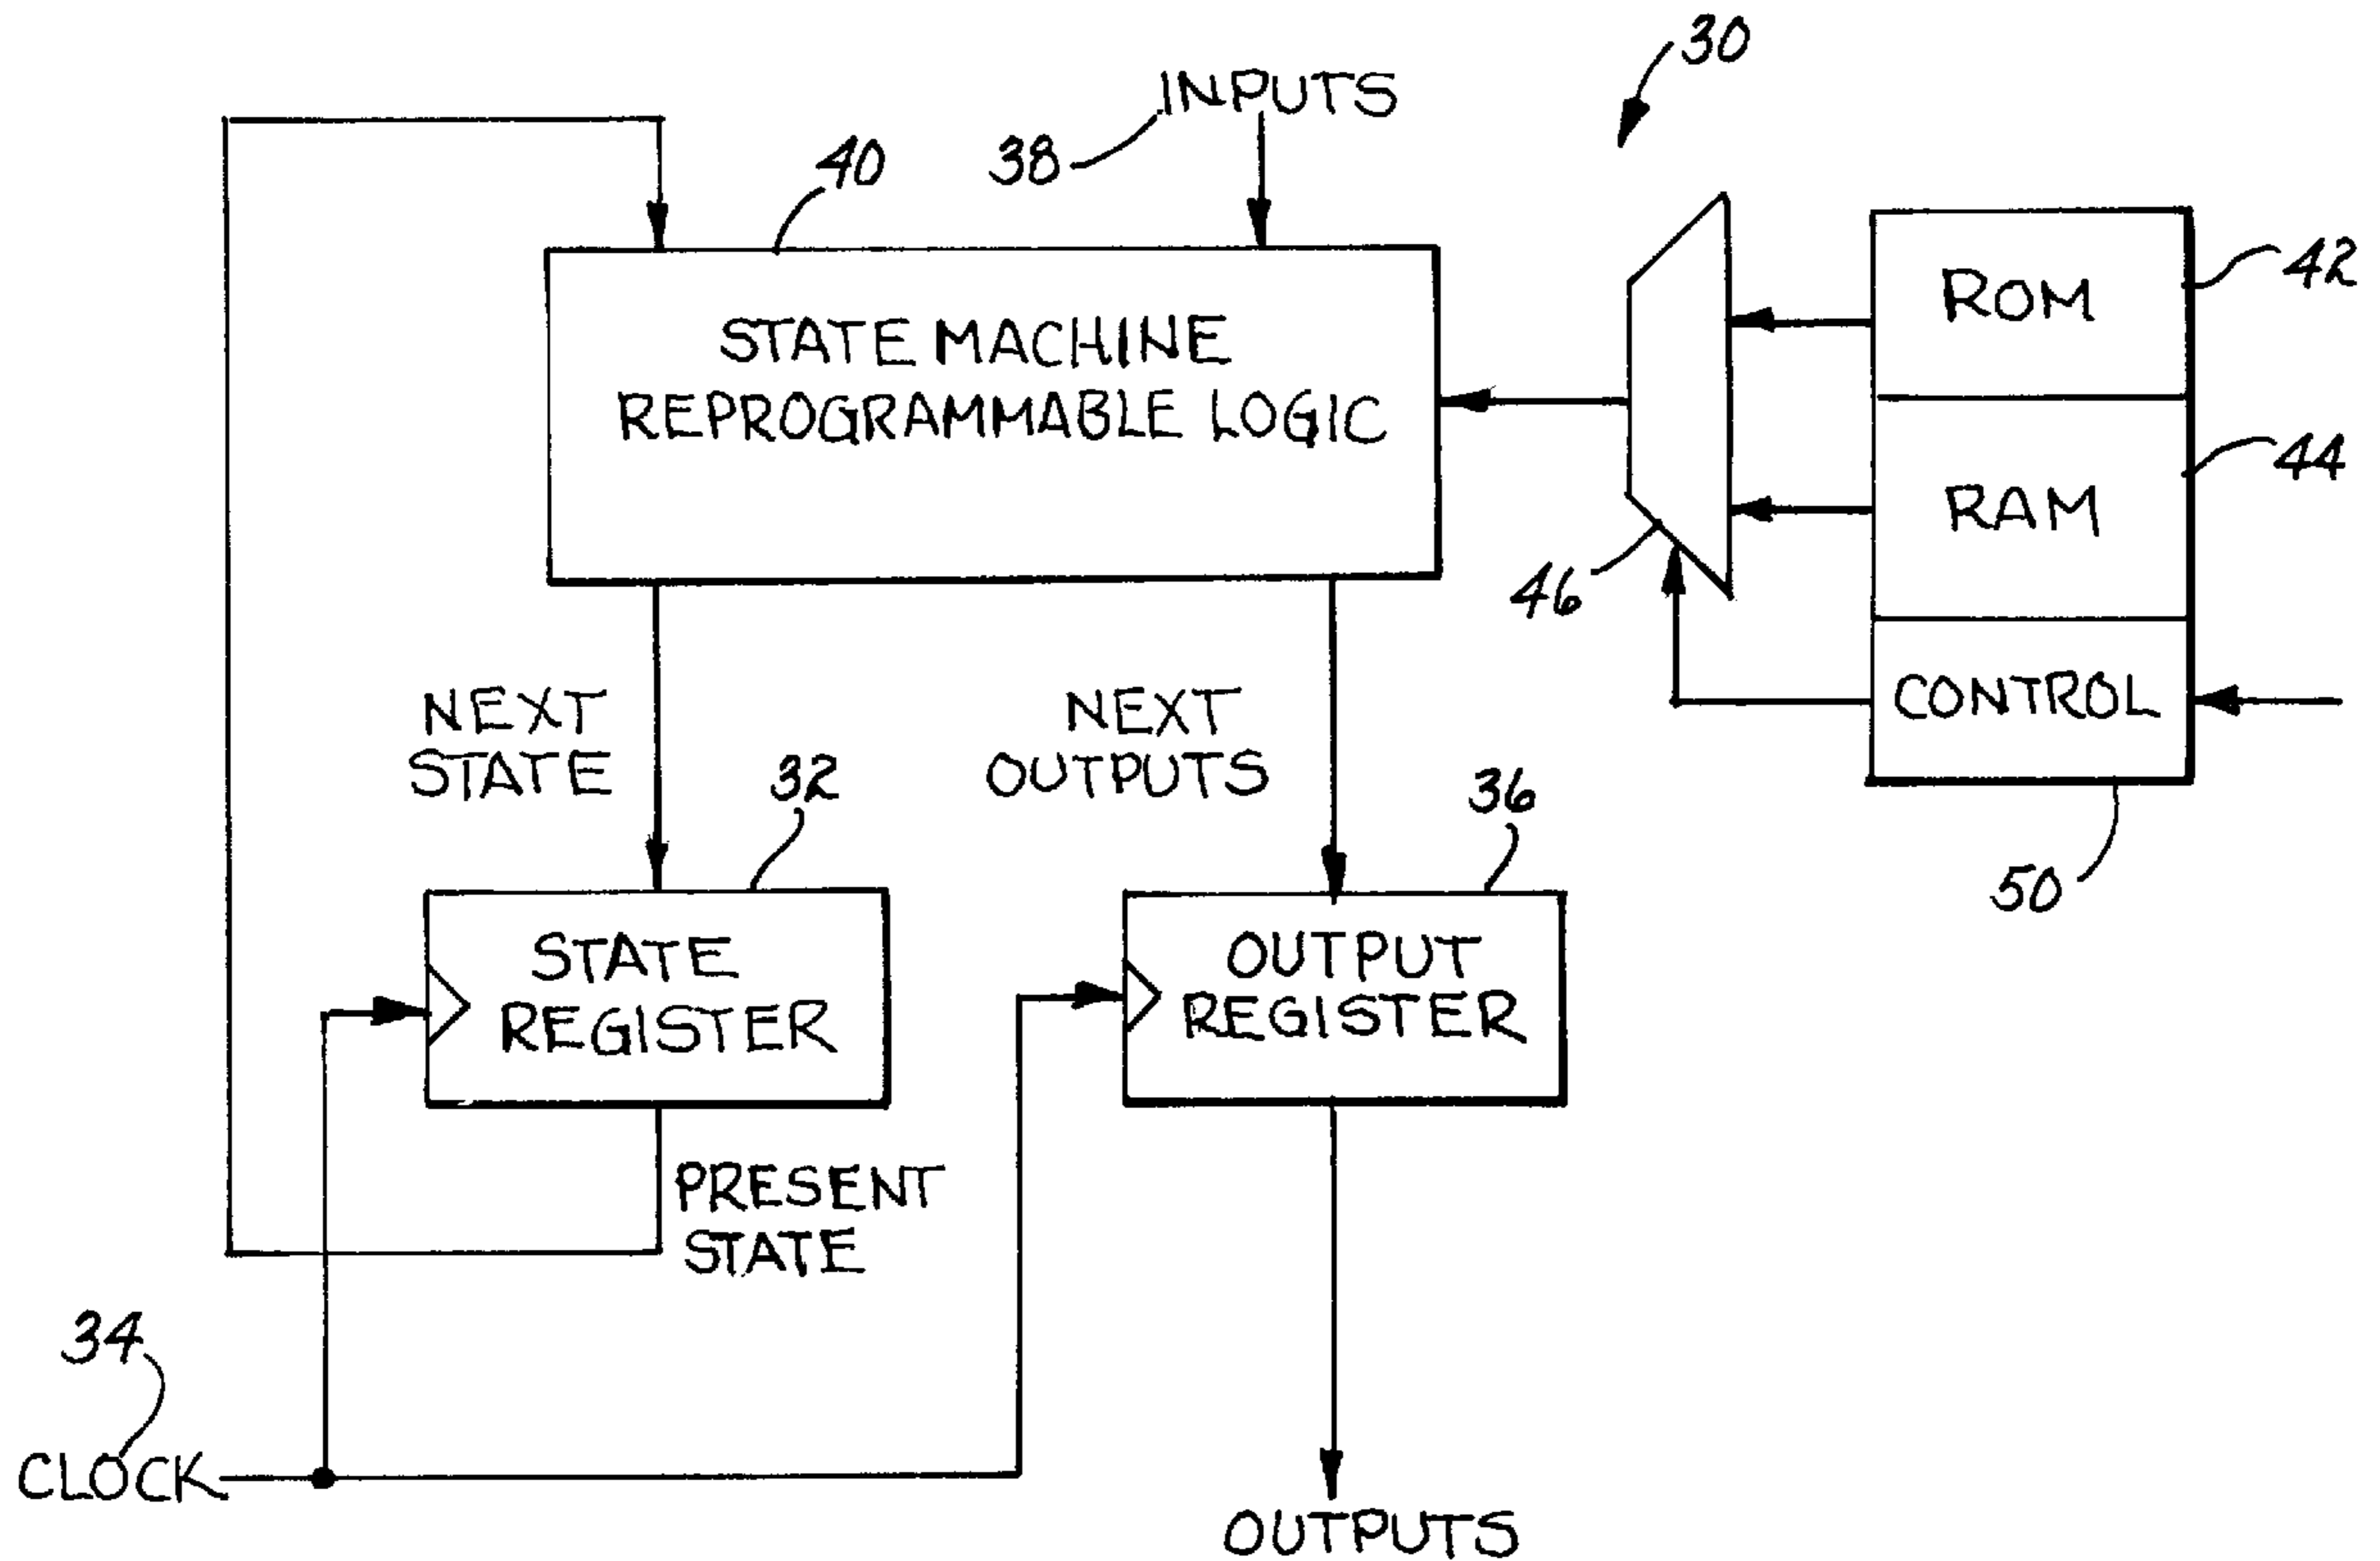 30
INPUTS
38
40
STATE MACHINE
REPROGRAMMABLE LOGIC
ROM
42
RAM
44
46
CONTROL
50
NEXT
STATE
NEXT
OUTPUTS
32
36
STATE
REGISTER
OUTPUT
REGISTER
PRESENT
STATE
34
CLOCK
OUTPUTS